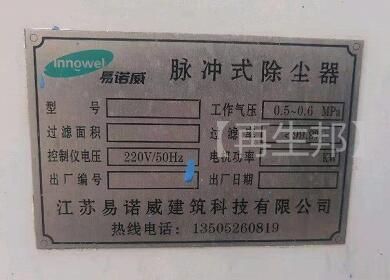 Innowel
易诺威 脉冲式除尘器
型号 工作气压 0.5~0.6 MPa
过滤面积 过滤
控制仪电压 220V/50Hz 电机功率 KW
出厂编号 出厂日期
江苏易诺威建筑科技有限公司
热线电话：13505260819
【再生邦】